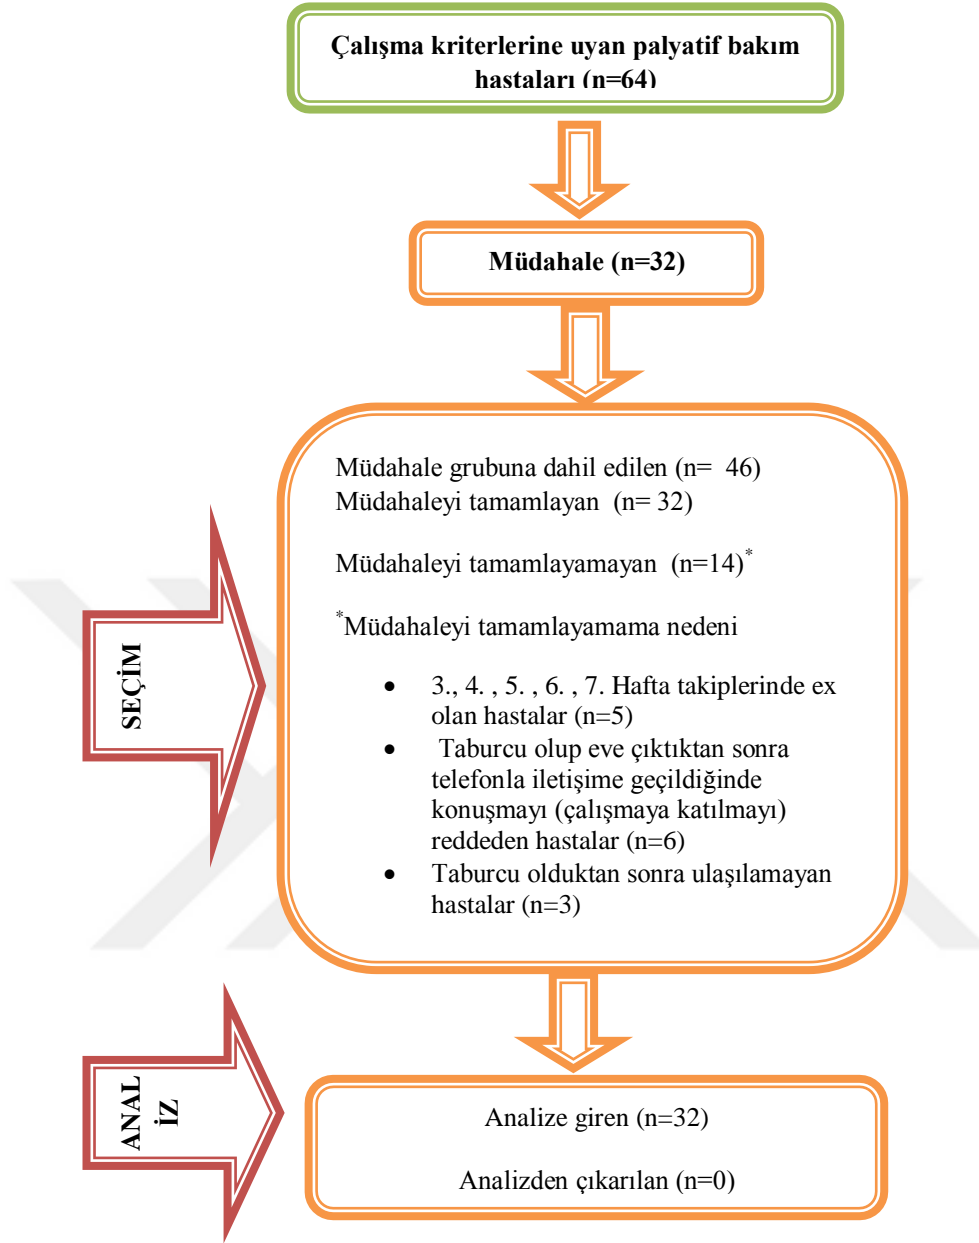 Çalışma kriterlerine uyan palyatif bakım
hastaları (n=64)
Müdahale (n=32)
Müdahale grubuna dahil edilen (n=  46)
Müdahaleyi tamamlayan  (n= 32)
Müdahaleyi tamamlayamayan  (n=14)*
*Müdahaleyi tamamlayamama nedeni
• 3., 4. , 5. , 6. , 7. Hafta takiplerinde ex
olan hastalar (n=5)
• Taburcu olup eve çıktıktan sonra
telefonla iletişime geçildiğinde
konuşmayı (çalışmaya katılmayı)
reddeden hastalar (n=6)
• Taburcu olduktan sonra ulaşılamayan
hastalar (n=3)
SEÇİM
ANAL
İZ
Analize giren (n=32)
Analizden çıkarılan (n=0)